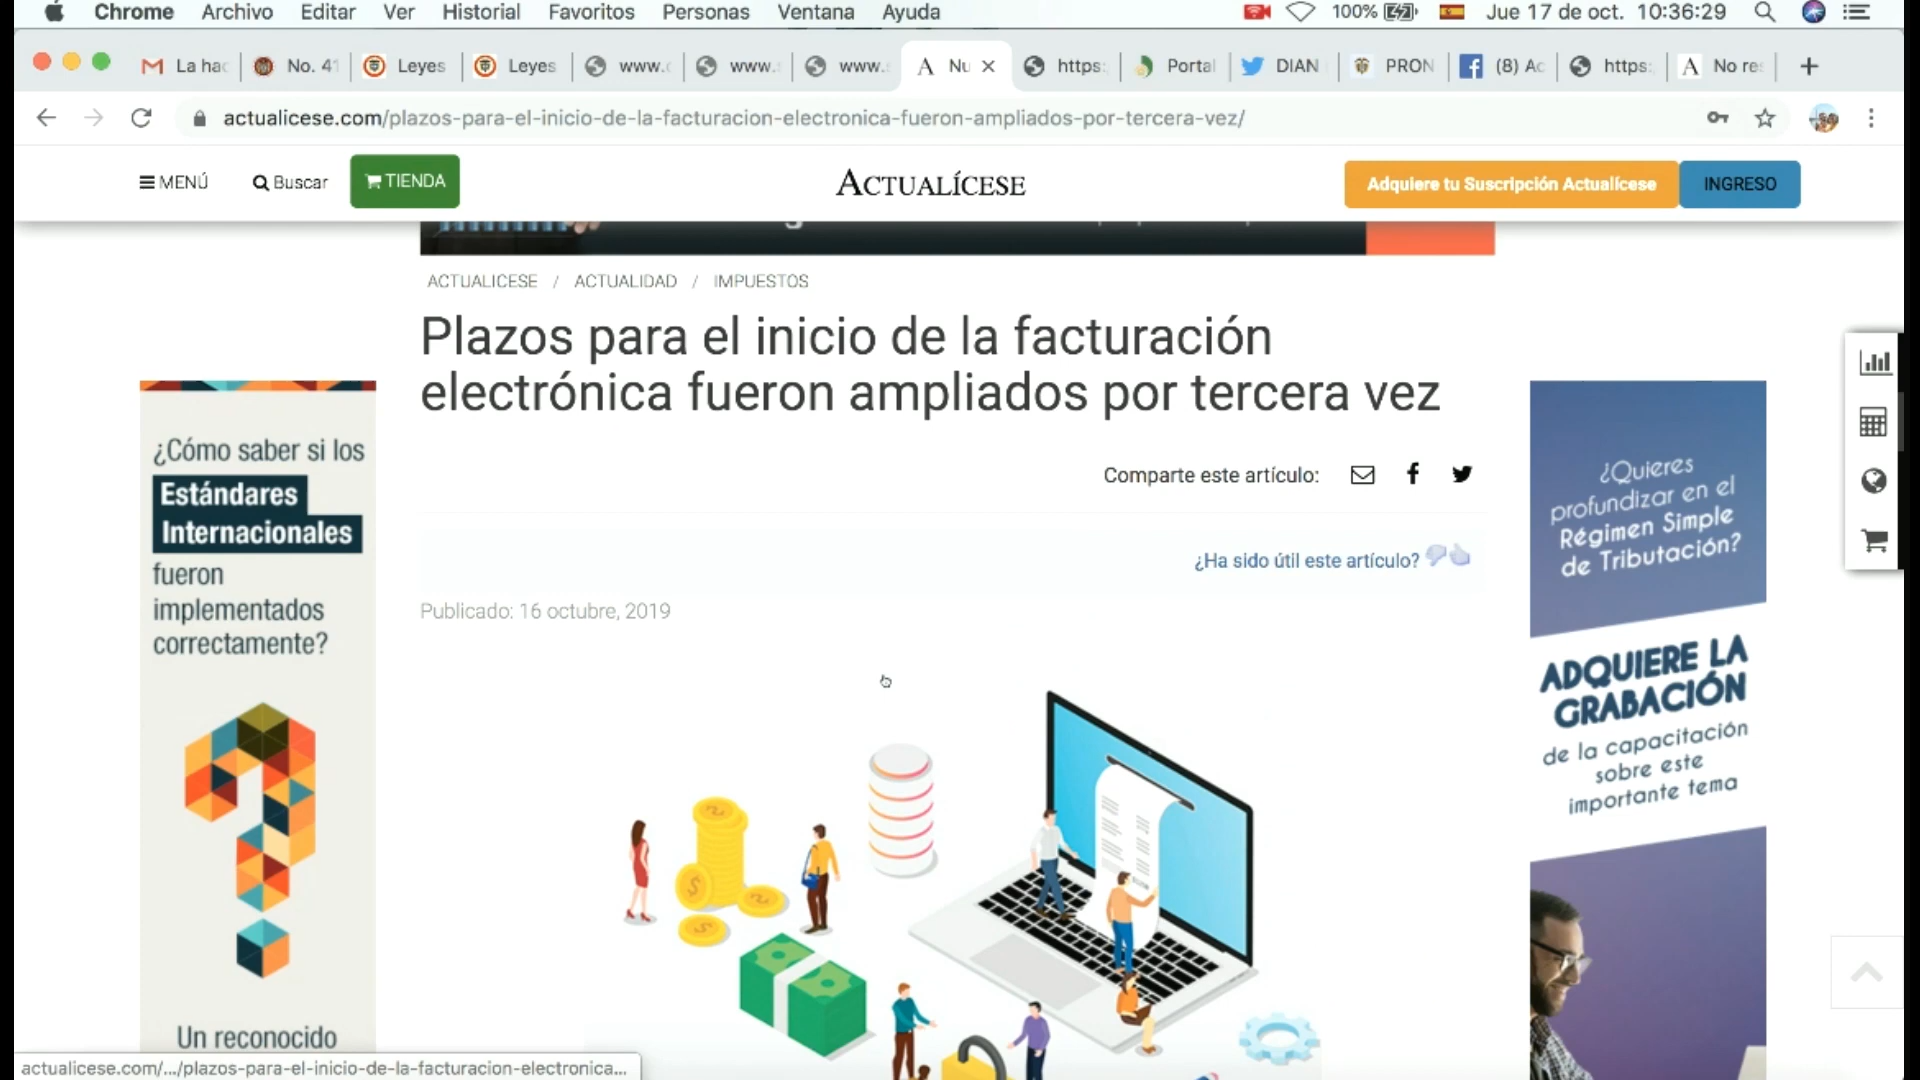 Chrome Archivo Editar Ver Historial Favoritos Personas Ventana Ayuda 100% Jue 17 de oct. 10:36:29
La hac No. 41 Leyes Leyes www.c www. www.s Nu https: Portal DIAN PRON (8) Ac https: No re
actualicese.com/plazos-para-el-inicio-de-la-facturacion-electronica-fueron-ampliados-por-tercera-vez/
MENÚ Buscar TIENDA ACTUALÍCESE Adquiere tu Suscripción Actualícese INGRESO
ACTUALICESE / ACTUALIDAD / IMPUESTOS
Plazos para el inicio de la facturación
electrónica fueron ampliados por tercera vez
Comparte este artículo:
¿Ha sido útil este artículo?
Publicado: 16 octubre, 2019
¿Cómo saber si los
Estándares
Internacionales
fueron
implementados
correctamente?
Un reconocido
¿Quieres
profundizar en el
Régimen Simple
de Tributación?
ADQUIERE LA
GRABACIÓN
de la capacitación
sobre este
importante tema
actualicese.com/.../plazos-para-el-inicio-de-la-facturacion-electronica...